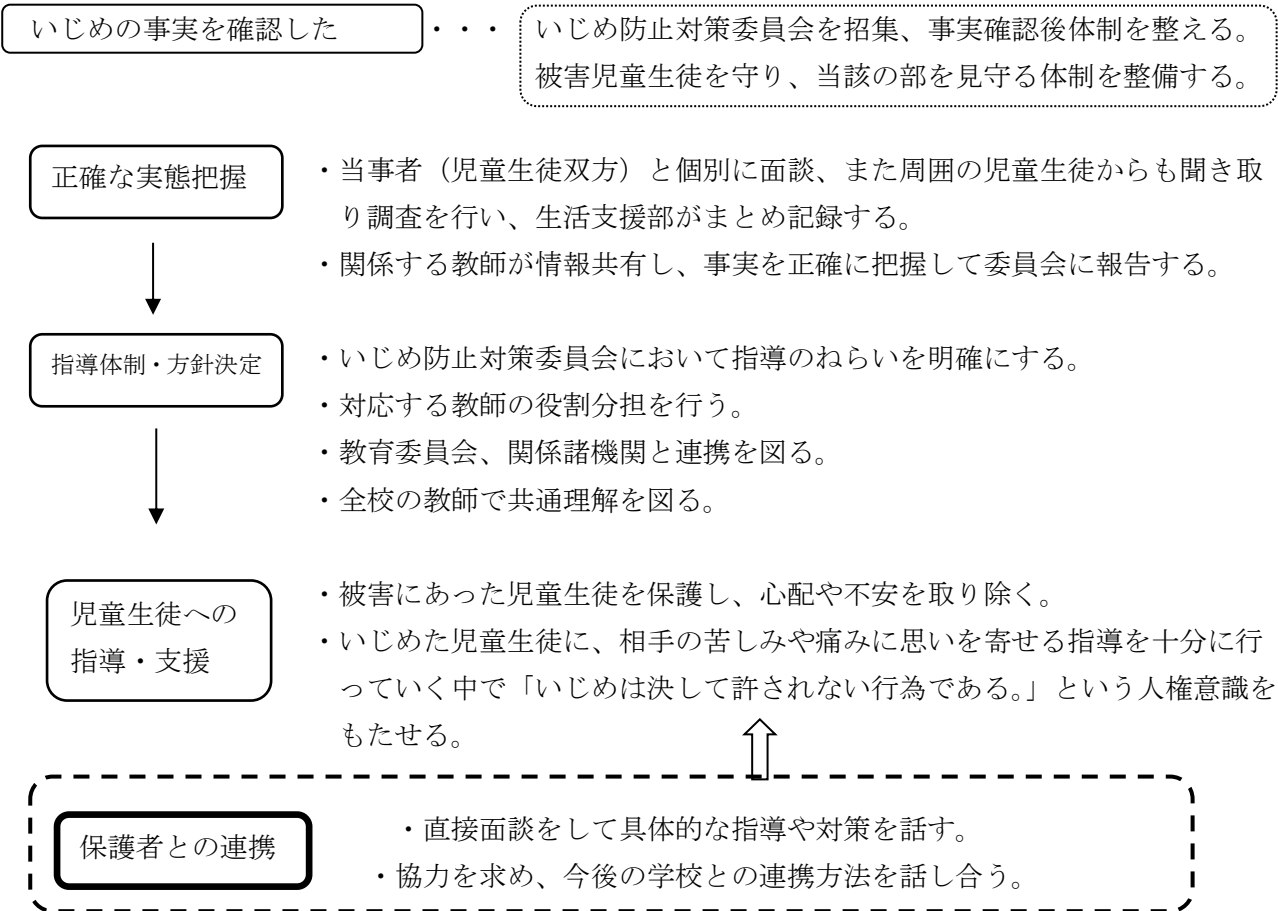 いじめの事実を確認した ・・・ いじめ防止対策委員会を招集、事実確認後体制を整える。
被害児童生徒を守り、当該の部を見守る体制を整備する。
正確な実態把握
・当事者（児童生徒双方）と個別に面談、また周囲の児童生徒からも聞き取
り調査を行い、生活支援部がまとめ記録する。
・関係する教師が情報共有し、事実を正確に把握して委員会に報告する。
指導体制・方針決定
・いじめ防止対策委員会において指導のねらいを明確にする。
・対応する教師の役割分担を行う。
・教育委員会、関係諸機関と連携を図る。
・全校の教師で共通理解を図る。
児童生徒への
指導・支援
・被害にあった児童生徒を保護し、心配や不安を取り除く。
・いじめた児童生徒に、相手の苦しみや痛みに思いを寄せる指導を十分に行
っていく中で「いじめは決して許されない行為である。」という人権意識を
もたせる。
保護者との連携
・直接面談をして具体的な指導や対策を話す。
・協力を求め、今後の学校との連携方法を話し合う。